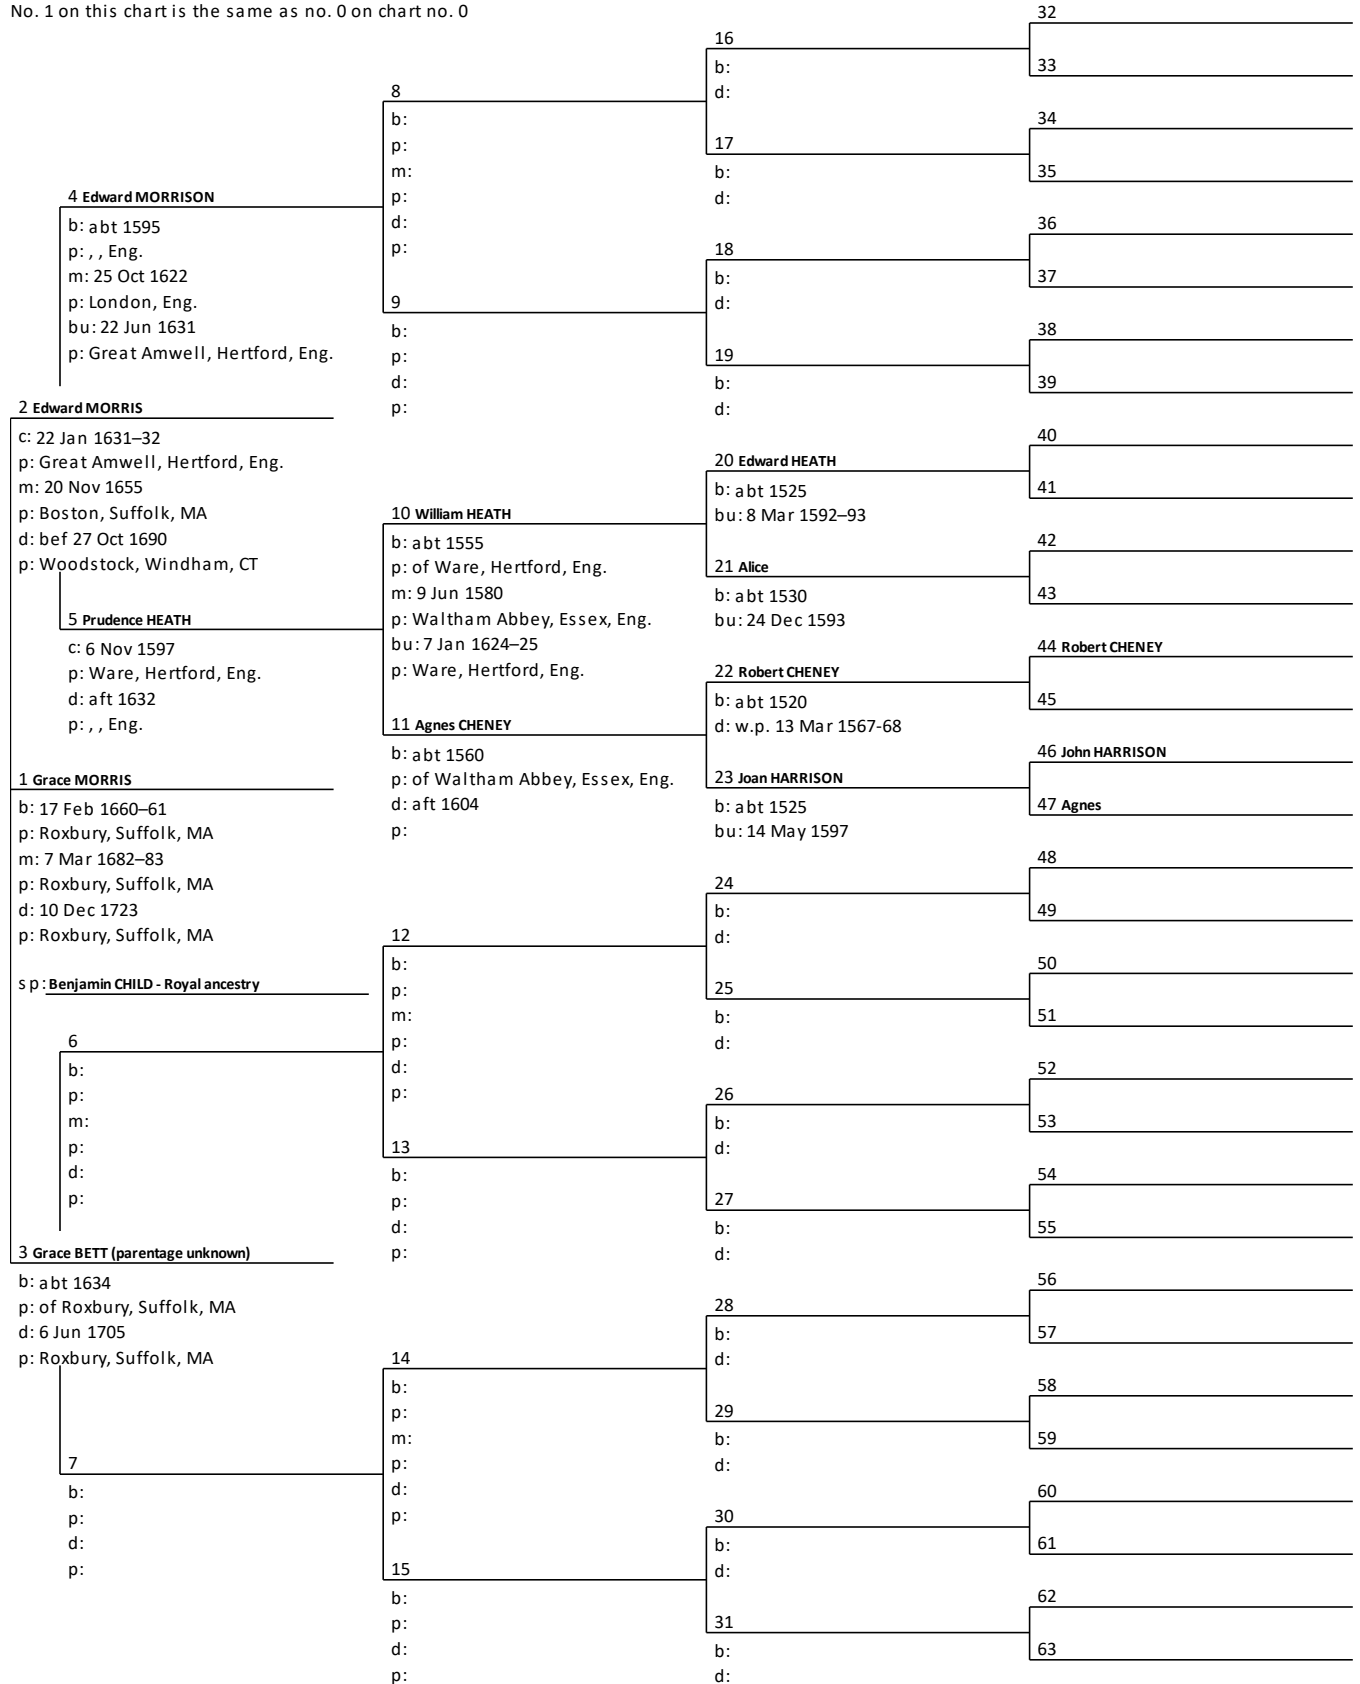 No. 1 on this chart is the same as no. 0 on chart no. 0
4 Edward MORRISON
b: abt 1595
p: , , Eng.
m: 25 Oct 1622
p: London, Eng.
bu: 22 Jun 1631
p: Great Amwell, Hertford, Eng.
2 Edward MORRIS
c: 22 Jan 1631–32
p: Great Amwell, Hertford, Eng.
m: 20 Nov 1655
p: Boston, Suffolk, MA
d: bef 27 Oct 1690
p: Woodstock, Windham, CT
5 Prudence HEATH
c: 6 Nov 1597
p: Ware, Hertford, Eng.
d: aft 1632
p: , , Eng.
1 Grace MORRIS
b: 17 Feb 1660–61
p: Roxbury, Suffolk, MA
m: 7 Mar 1682–83
p: Roxbury, Suffolk, MA
d: 10 Dec 1723
p: Roxbury, Suffolk, MA
sp: Benjamin CHILD - Royal ancestry
6
b:
p:
m:
p:
d:
p:
3 Grace BETT (parentage unknown)
b: abt 1634
p: of Roxbury, Suffolk, MA
d: 6 Jun 1705
p: Roxbury, Suffolk, MA
7
b:
p:
d:
p:
8
b:
p:
m:
p:
d:
p:
9
b:
p:
d:
p:
10 William HEATH
b: abt 1555
p: of Ware, Hertford, Eng.
m: 9 Jun 1580
p: Waltham Abbey, Essex, Eng.
bu: 7 Jan 1624–25
p: Ware, Hertford, Eng.
11 Agnes CHENEY
b: abt 1560
p: of Waltham Abbey, Essex, Eng.
d: aft 1604
p:
12
b:
p:
m:
p:
d:
p:
13
b:
p:
d:
p:
14
b:
p:
m:
p:
d:
p:
15
b:
p:
d:
p:
16
b:
d:
17
b:
d:
18
b:
d:
19
b:
d:
20 Edward HEATH
b: abt 1525
bu: 8 Mar 1592–93
21 Alice
b: abt 1530
bu: 24 Dec 1593
22 Robert CHENEY
b: abt 1520
d: w.p. 13 Mar 1567-68
23 Joan HARRISON
b: abt 1525
bu: 14 May 1597
24
b:
d:
25
b:
d:
26
b:
d:
27
b:
d:
28
b:
d:
29
b:
d:
30
b:
d:
31
b:
d:
32
33
34
35
36
37
38
39
40
41
42
43
44 Robert CHENEY
45
46 John HARRISON
47 Agnes
48
49
50
51
52
53
54
55
56
57
58
59
60
61
62
63